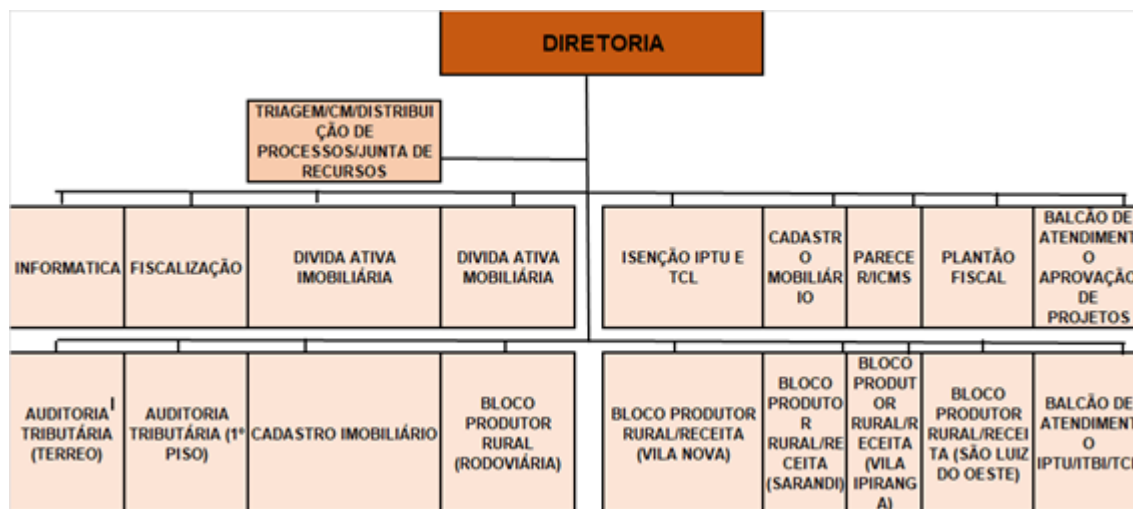 DIRETORIA
TRIAGEM/CM/DISTRIBUI
ÇÃO DE
PROCESSOS/JUNTA DE
RECURSOS
INFORMATICA
FISCALIZAÇÃO
DIVIDA ATIVA
IMOBILIÁRIA
DIVIDA ATIVA
MOBILIÁRIA
ISENÇÃO IPTU E
TCL
CADASTR
O
MOBILIÁR
IO
PARECE
R/ICMS
PLANTÃO
FISCAL
BALCÃO DE
ATENDIMENT
O
APROVAÇÃO
DE
PROJETOS
AUDITORIA
TRIBUTÁRIA
(TERREO)
AUDITORIA
TRIBUTÁRIA (1º
PISO)
CADASTRO IMOBILIÁRIO
BLOCO
PRODUTOR
RURAL
(RODOVIÁRIA)
BLOCO PRODUTOR
RURAL/RECEITA
(VILA NOVA)
BLOCO
PRODUTO
R
RURAL/RE
CEITA
(SARANDI)
BLOCO
PRODUT
OR
RURAL/R
ECEITA
(VILA
IPIRANG
A)
BLOCO
PRODUTOR
RURAL/RECEI
TA (SÃO LUIZ
DO OESTE)
BALCÃO DE
ATENDIMENT
O
IPTU/ITBI/TCL